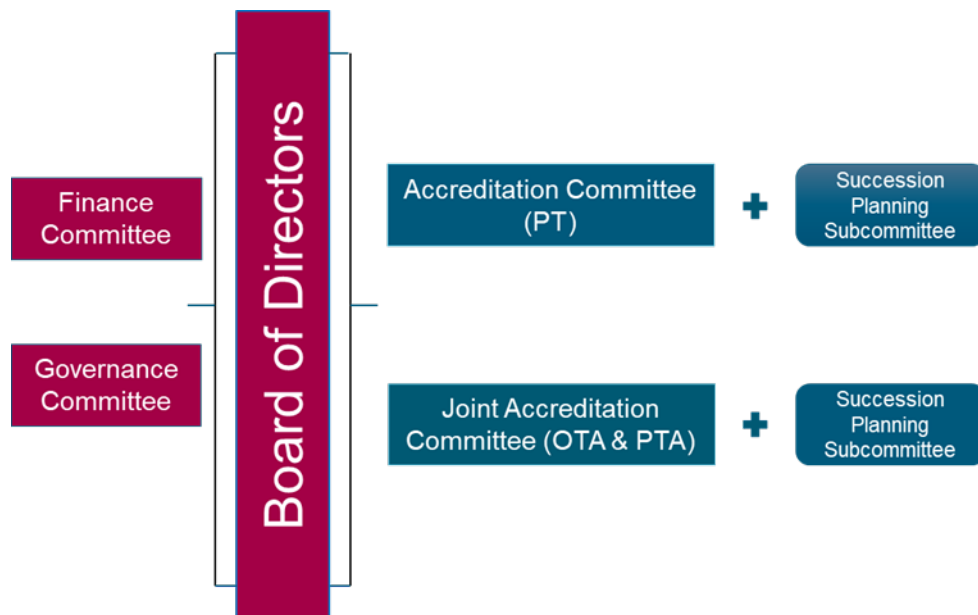 Finance
Committee
Governance
Committee
Board of Directors
Accreditation Committee
(PT)
Succession
Planning
Subcommittee
Joint Accreditation
Committee (OTA & PTA)
Succession
Planning
Subcommittee